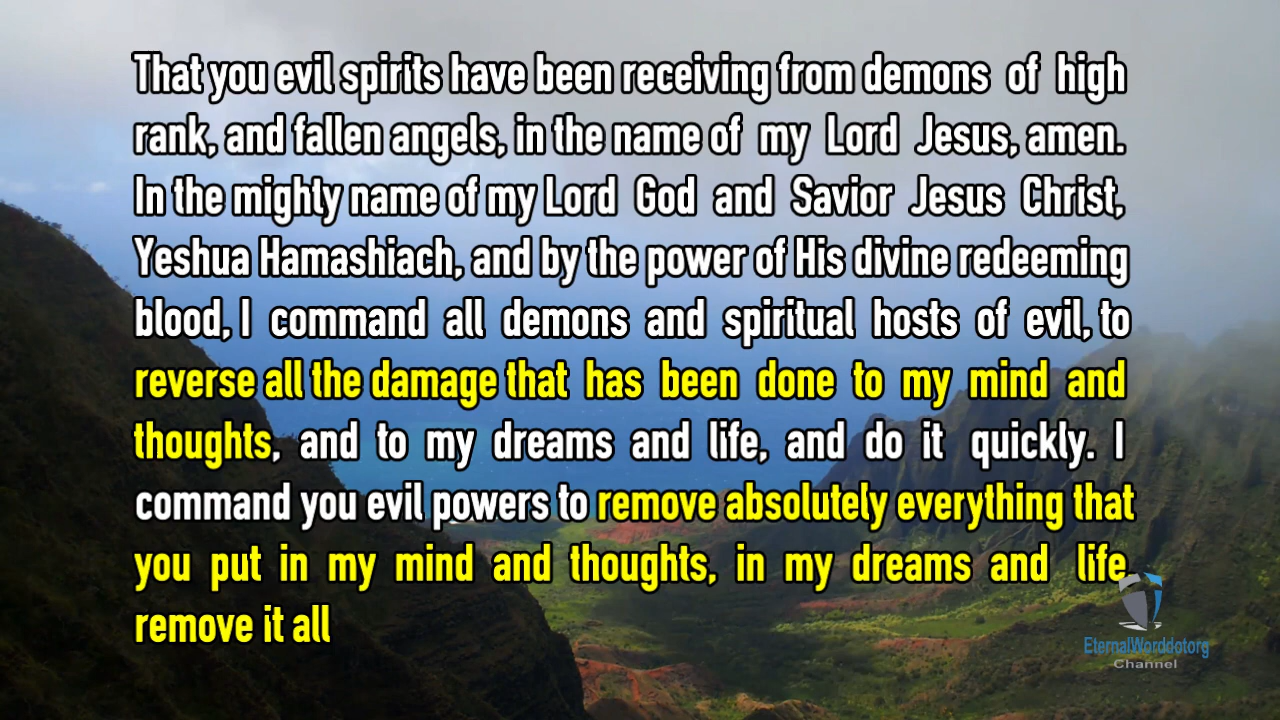 That you evil spirits have been receiving from demons of high
rank, and fallen angels, in the name of my Lord Jesus, amen.
In the mighty name of my Lord God and Savior Jesus Christ,
Yeshua Hamashiach, and by the power of His divine redeeming
blood, I command all demons and spiritual hosts of evil, to
reverse all the damage that has been done to my mind and
thoughts, and to my dreams and life, and do it quickly. I
command you evil powers to remove absolutely everything that
you put in my mind and thoughts, in my dreams and life
remove it all
EternalWorddotorg
Channel